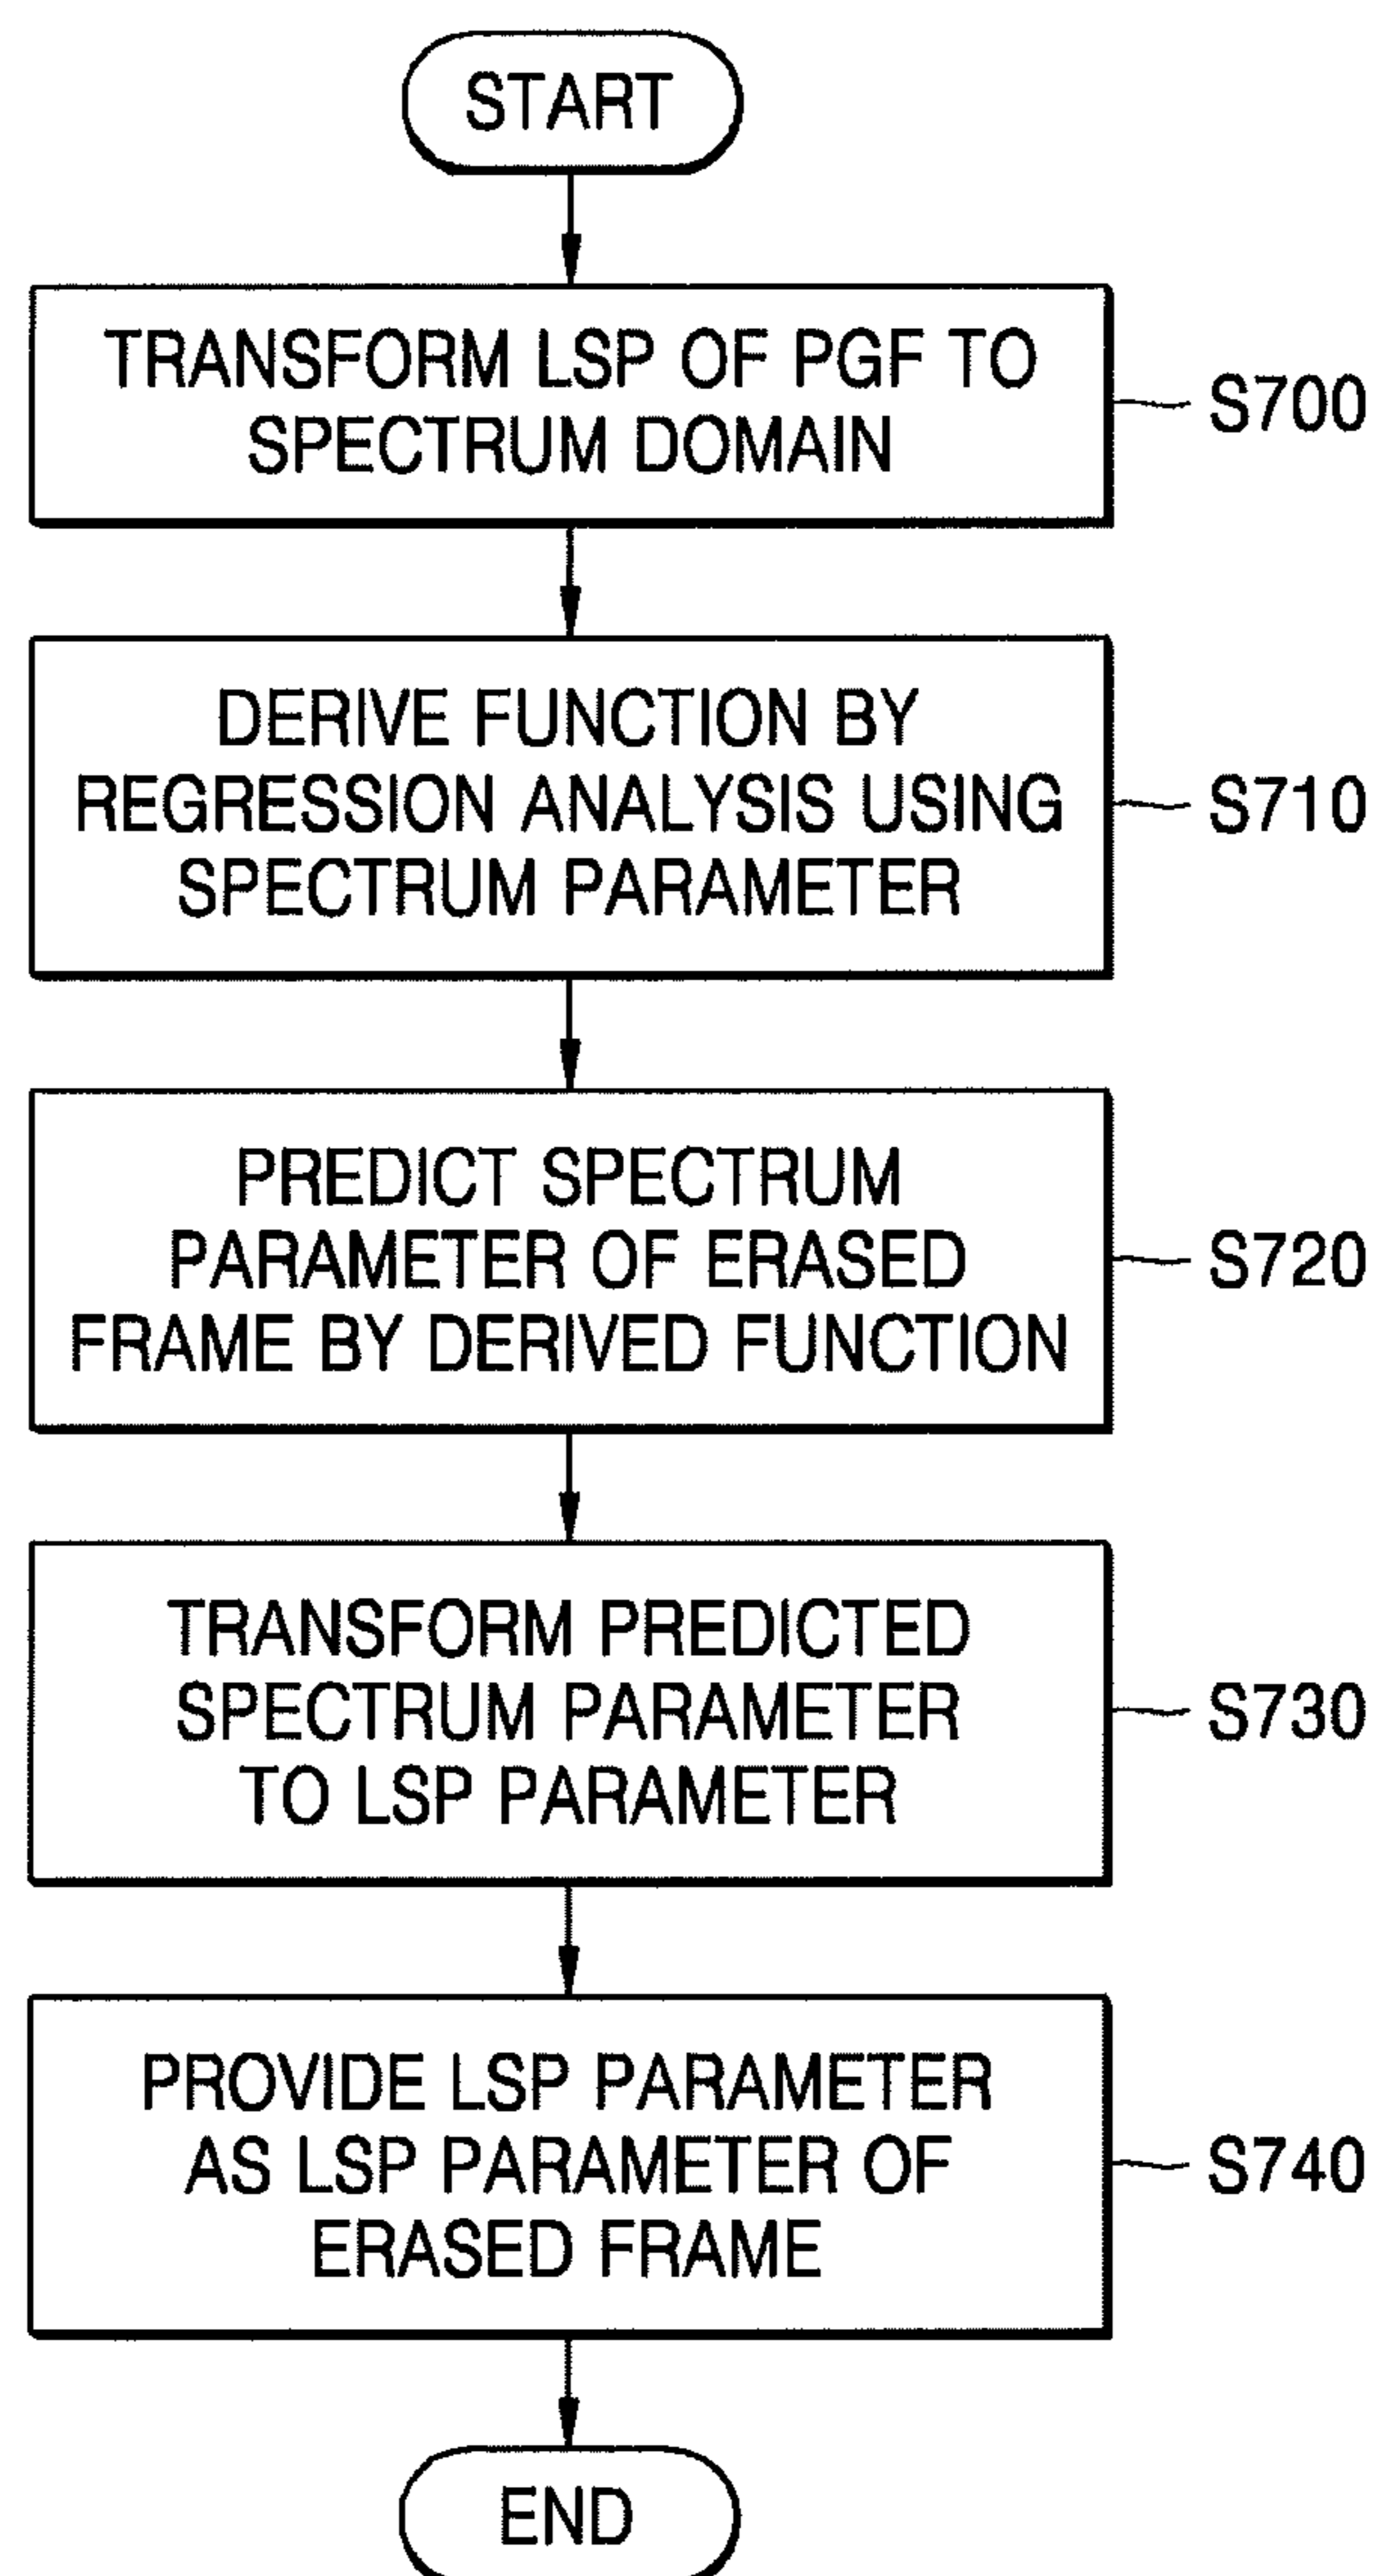 START
TRANSFORM LSP OF PGF TO
SPECTRUM DOMAIN
S700
DERIVE FUNCTION BY
REGRESSION ANALYSIS USING
SPECTRUM PARAMETER
S710
PREDICT SPECTRUM
PARAMETER OF ERASED
FRAME BY DERIVED FUNCTION
S720
TRANSFORM PREDICTED
SPECTRUM PARAMETER
TO LSP PARAMETER
S730
PROVIDE LSP PARAMETER
AS LSP PARAMETER OF
ERASED FRAME
S740
END